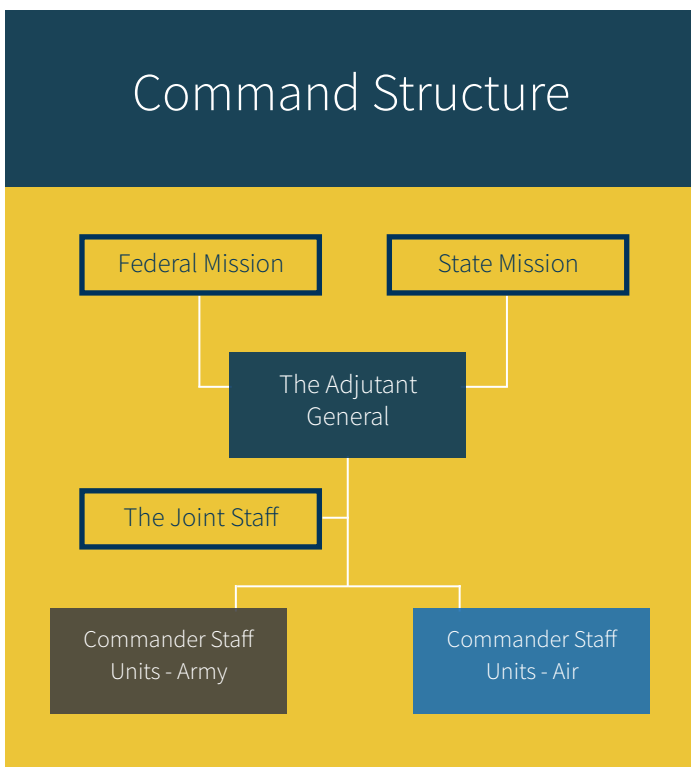 Command Structure
Federal Mission
State Mission
The Adjutant
General
The Joint Staff
Commander Staff
Units - Army
Commander Staff
Units - Air